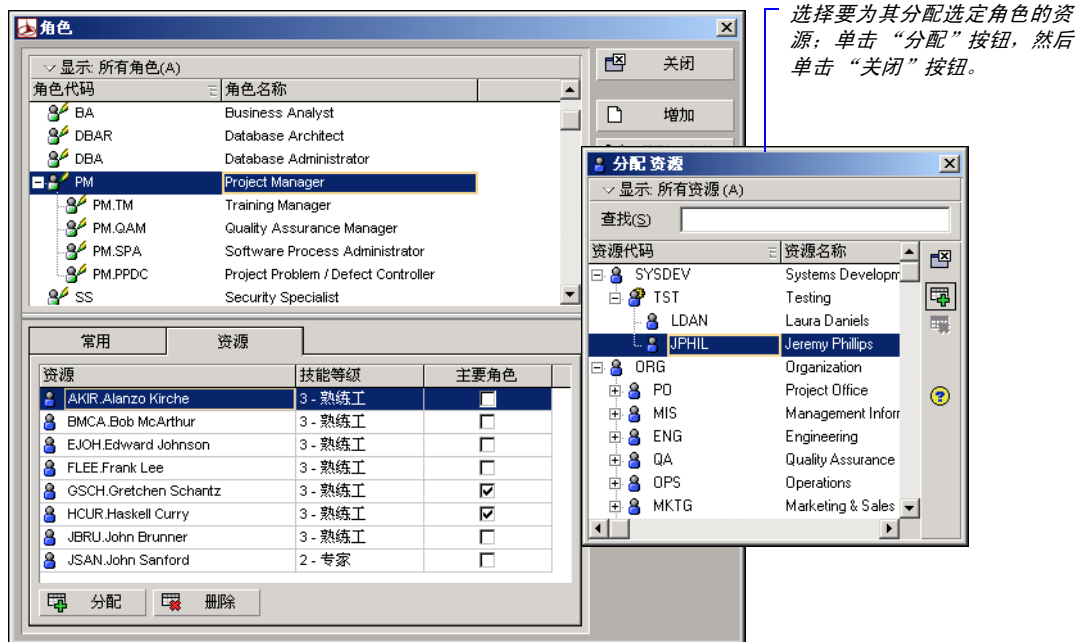 角色
显示: 所有角色(A)
角色代码 角色名称
BA Business Analyst
DBAR Database Architect
DBA Database Administrator
PM Project Manager
PM.TM Training Manager
PM.QAM Quality Assurance Manager
PM.SPA Software Process Administrator
PM.PPDC Project Problem / Defect Controller
SS Security Specialist
关闭
增加
常用 资源
资源 技能等级 主要角色
AKIR.Alanzo Kirche 3 - 熟练工
BMCA.Bob McArthur 3 - 熟练工
EJOH.Edward Johnson 3 - 熟练工
FLEE.Frank Lee 3 - 熟练工
GSCH.Gretchen Schantz 3 - 熟练工
HCUR.Haskell Curry 3 - 熟练工
JBRU.John Brunner 3 - 熟练工
JSAN.John Sanford 2 - 专家
分配 删除
选择要为其分配选定角色的资
源；单击 “分配”按钮，然后
单击 “关闭”按钮。
分配 资源
显示: 所有资源 (A)
查找(S)
资源代码 资源名称
SYSDEV Systems Developm
TST Testing
LDAN Laura Daniels
JPHIL Jeremy Phillips
ORG Organization
PO Project Office
MIS Management Inforr
ENG Engineering
QA Quality Assurance
OPS Operations
MKTG Marketing & Sales